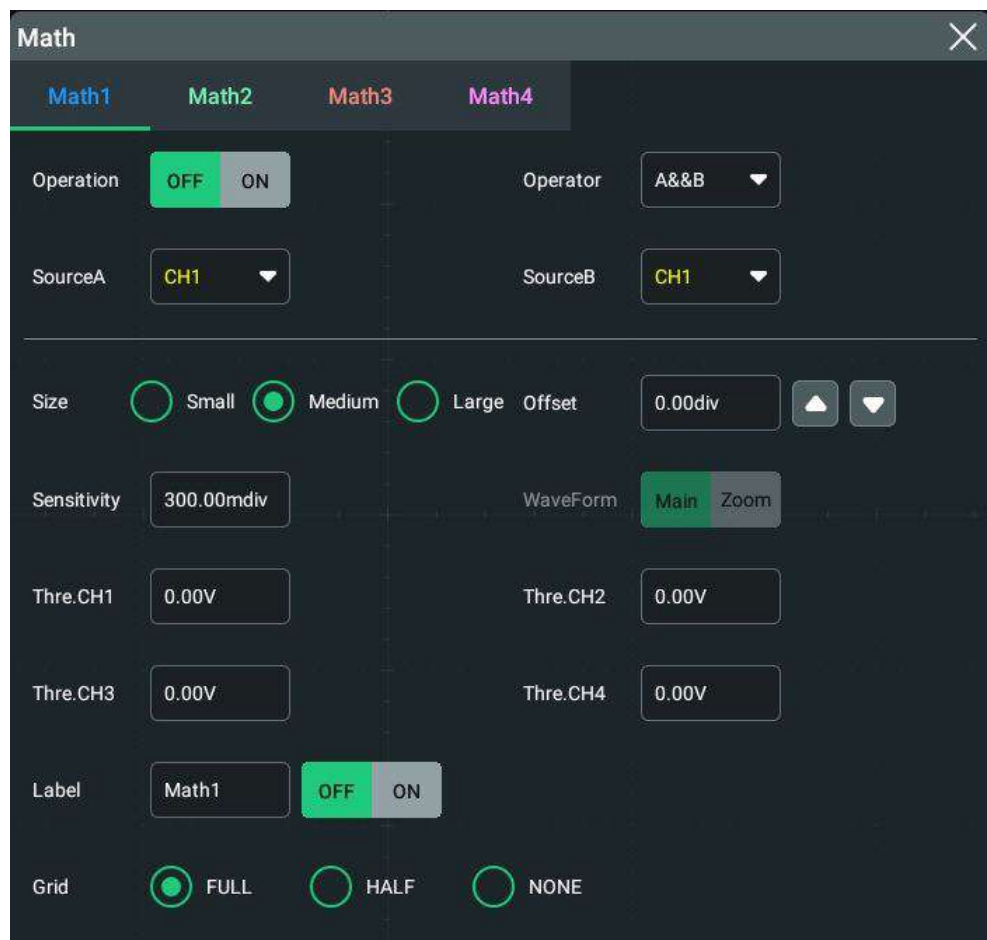 Math
Math1 Math2 Math3 Math4
Operation OFF ON Operator A&&B
SourceA CH1 SourceB CH1
Size Small Medium Large Offset 0.00div
Sensitivity 300.00mdiv WaveForm Main Zoom
Thre.CH1 0.00V Thre.CH2 0.00V
Thre.CH3 0.00V Thre.CH4 0.00V
Label Math1 OFF ON
Grid FULL HALF NONE